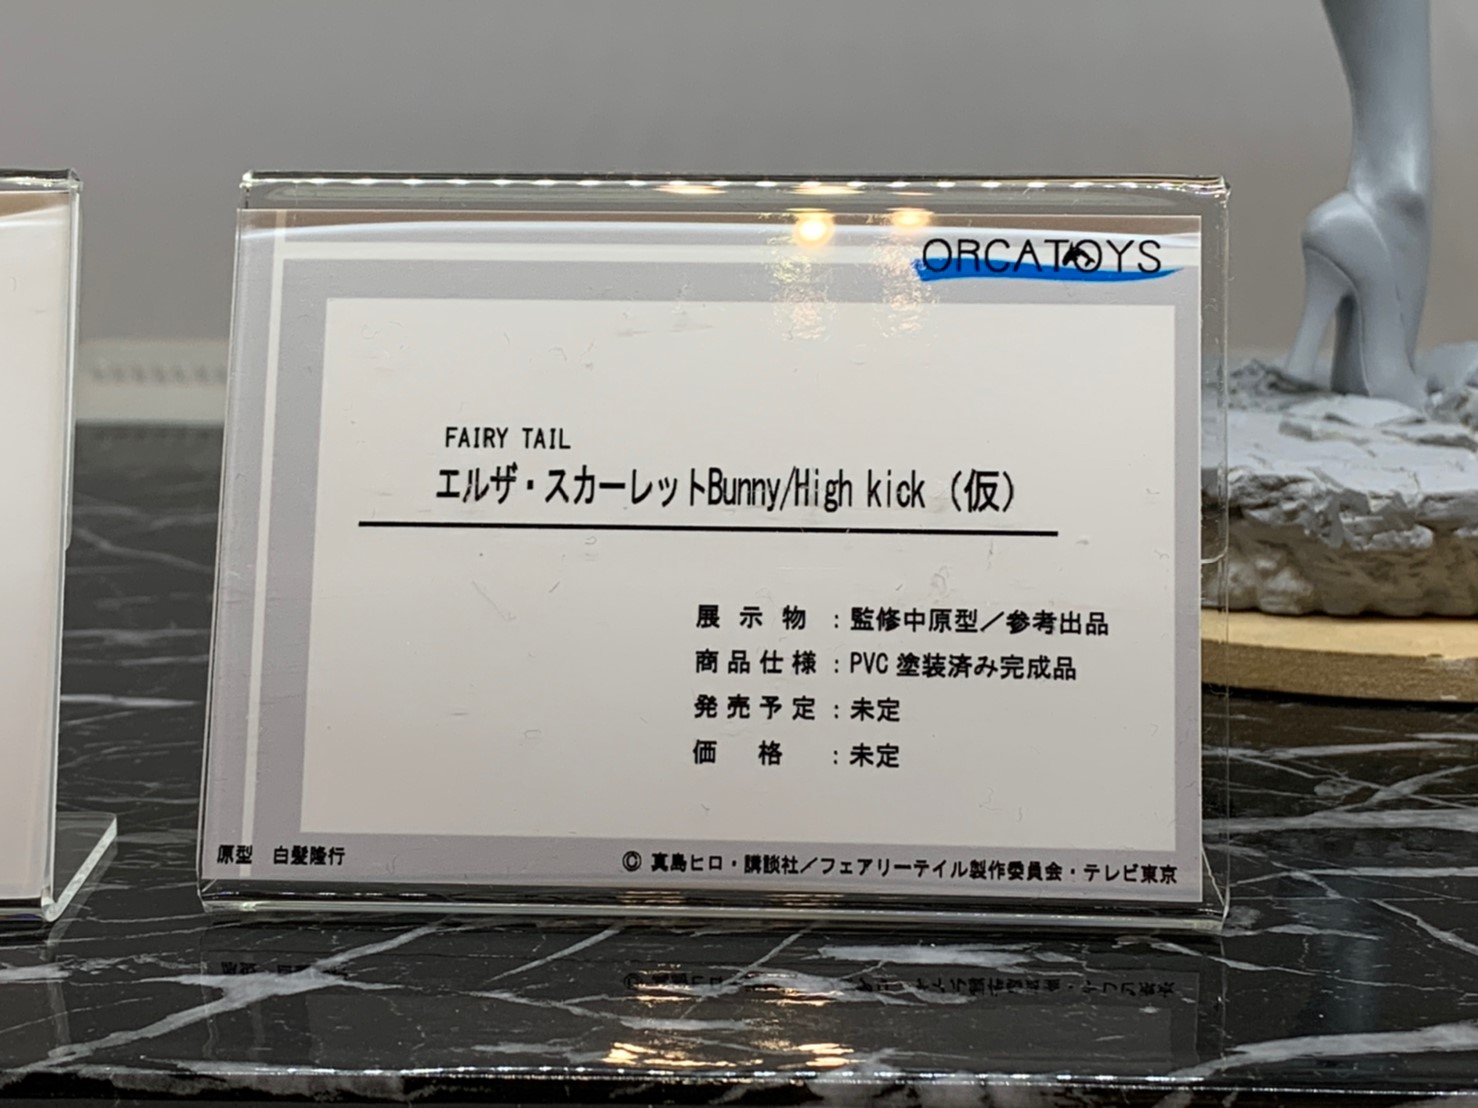 ORCATOYS
FAIRY TAIL
エルザ・スカーレットBunny/High kick（仮）
展示物：監修中原型／参考出品
商品仕様：PVC塗装済み完成品
発売予定：未定
価格：未定
原型　白髪隆行
© 真島ヒロ・講談社／フェアリーテイル製作委員会・テレビ東京